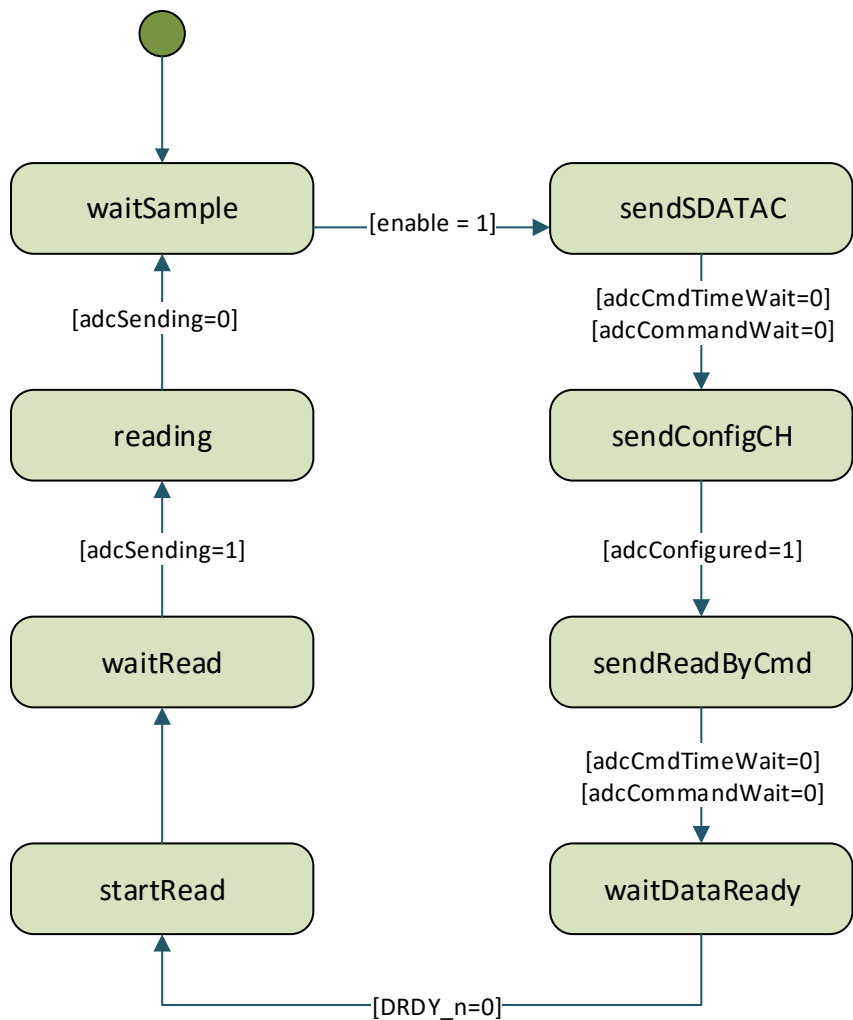 waitSample
[enable = 1]
sendSDATAC
[adcSending=0]
[adcCmdTimeWait=0]
[adcCommandWait=0]
reading
sendConfigCH
[adcSending=1]
[adcConfigured=1]
waitRead
sendReadByCmd
[adcCmdTimeWait=0]
[adcCommandWait=0]
startRead
waitDataReady
[DRDY_n=0]